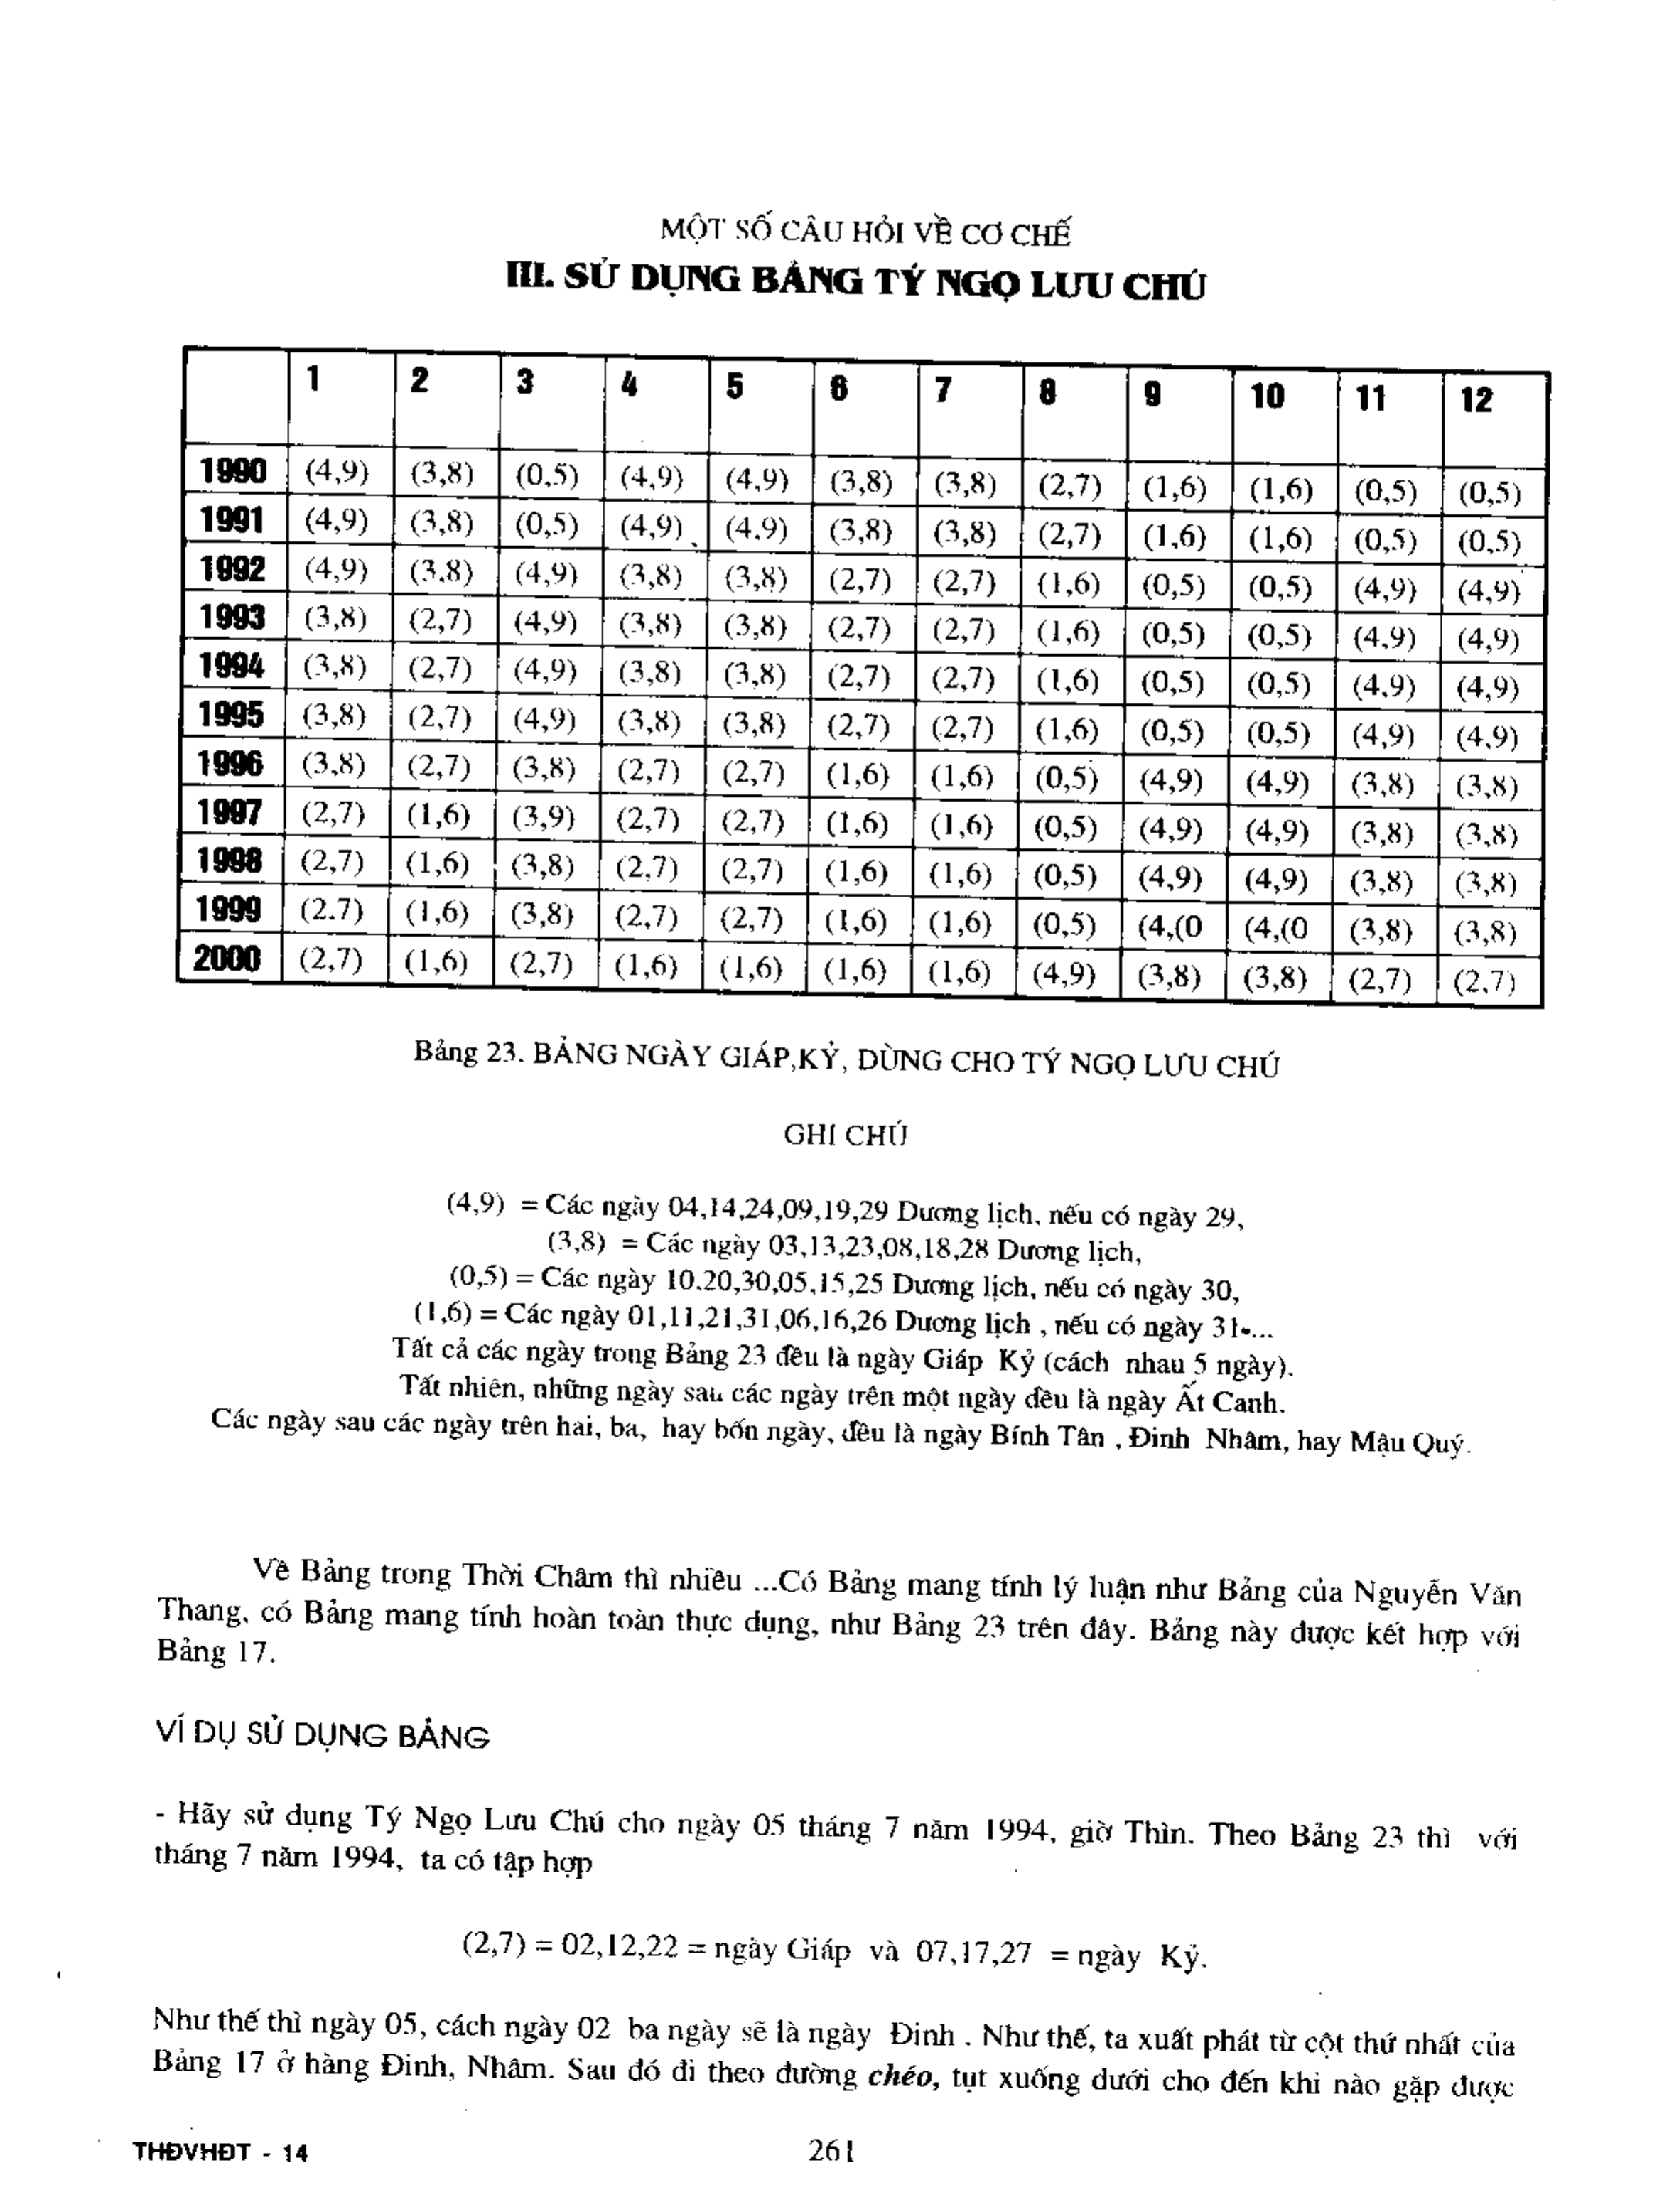 MỘT SỐ CÂU HỎI VỀ CƠ CHẾ
III. SỬ DỤNG BẢNG TÝ NGỌ LƯU CHÚ
1 2 3 4 5 6 7 8 9 10 11 12
1990 (4,9) (3,8) (0,5) (4,9) (4,9) (3,8) (3,8) (2,7) (1,6) (1,6) (0,5) (0,5)
1991 (4,9) (3,8) (0,5) (4,9) (4.9) (3,8) (3,8) (2,7) (1,6) (1,6) (0,5) (0,5)
1992 (4,9) (3.8) (4,9) (3,8) (3,8) (2,7) (2,7) (1,6) (0,5) (0,5) (4,9) (4,9)
1993 (3,8) (2,7) (4,9) (3,8) (3,8) (2,7) (2,7) (1,6) (0,5) (0,5) (4,9) (4,9)
1994 (3,8) (2,7) (4,9) (3,8) (3,8) (2,7) (2,7) (1,6) (0,5) (0,5) (4.9) (4,9)
1995 (3,8) (2,7) (4,9) (3,8) (3,8) (2,7) (2,7) (1,6) (0,5) (0,5) (4,9) (4,9)
1996 (3,8) (2,7) (3,8) (2,7) (2,7) (1,6) (1,6) (0,5) (4,9) (4,9) (3,8) (3,8)
1997 (2,7) (1,6) (3,9) (2,7) (2,7) (1,6) (1,6) (0,5) (4,9) (4,9) (3,8) (3,8)
1998 (2,7) (1,6) (3,8) (2,7) (2,7) (1,6) (1,6) (0,5) (4,9) (4,9) (3,8) (3,8)
1999 (2.7) (1,6) (3,8) (2,7) (2,7) (1,6) (1,6) (0,5) (4,(0 (4,(0 (3,8) (3,8)
2000 (2,7) (1,6) (2,7) (1,6) (1,6) (1,6) (1,6) (4,9) (3,8) (3,8) (2,7) (2,7)
Bảng 23. BẢNG NGÀY GIÁP,KỶ, DÙNG CHO TÝ NGỌ LƯU CHÚ
GHI CHÚ
(4,9) = Các ngày 04,14,24,09,19,29 Dương lịch, nếu có ngày 29,
(3,8) = Các ngày 03,13,23,08,18,28 Dương lịch,
(0,5) = Các ngày 10.20,30,05,15,25 Dương lịch, nếu có ngày 30,
(1,6) = Các ngày 01,11,21,31,06,16,26 Dương lịch , nếu có ngày 31....
Tất cả các ngày trong Bảng 23 đều là ngày Giáp Kỷ (cách nhau 5 ngày).
Tất nhiên, những ngày sau các ngày trên một ngày đều là ngày Ất Canh.
Các ngày sau các ngày trên hai, ba, hay bốn ngày, đều là ngày Bính Tân , Đinh Nhâm, hay Mậu Quý.
Về Bảng trong Thời Châm thì nhiều ...Có Bảng mang tính lý luận như Bảng của Nguyễn Văn
Thang, có Bảng mang tính hoàn toàn thực dụng, như Bảng 23 trên đây. Bảng này được kết hợp với
Bảng 17.
VÍ DỤ SỬ DỤNG BẢNG
- Hãy sử dụng Tý Ngọ Lưu Chú cho ngày 05 tháng 7 năm 1994, giờ Thìn. Theo Bảng 23 thì với
tháng 7 năm 1994, ta có tập hợp
(2,7) = 02,12,22 = ngày Giáp và 07,17,27 = ngày Kỷ.
Như thế thì ngày 05, cách ngày 02 ba ngày sẽ là ngày Đinh . Như thế, ta xuất phát từ cột thứ nhất của
Bảng 17 ở hàng Đinh, Nhâm. Sau đó đi theo đường chéo, tụt xuống dưới cho đến khi nào gặp được
THĐVHĐT - 14
261